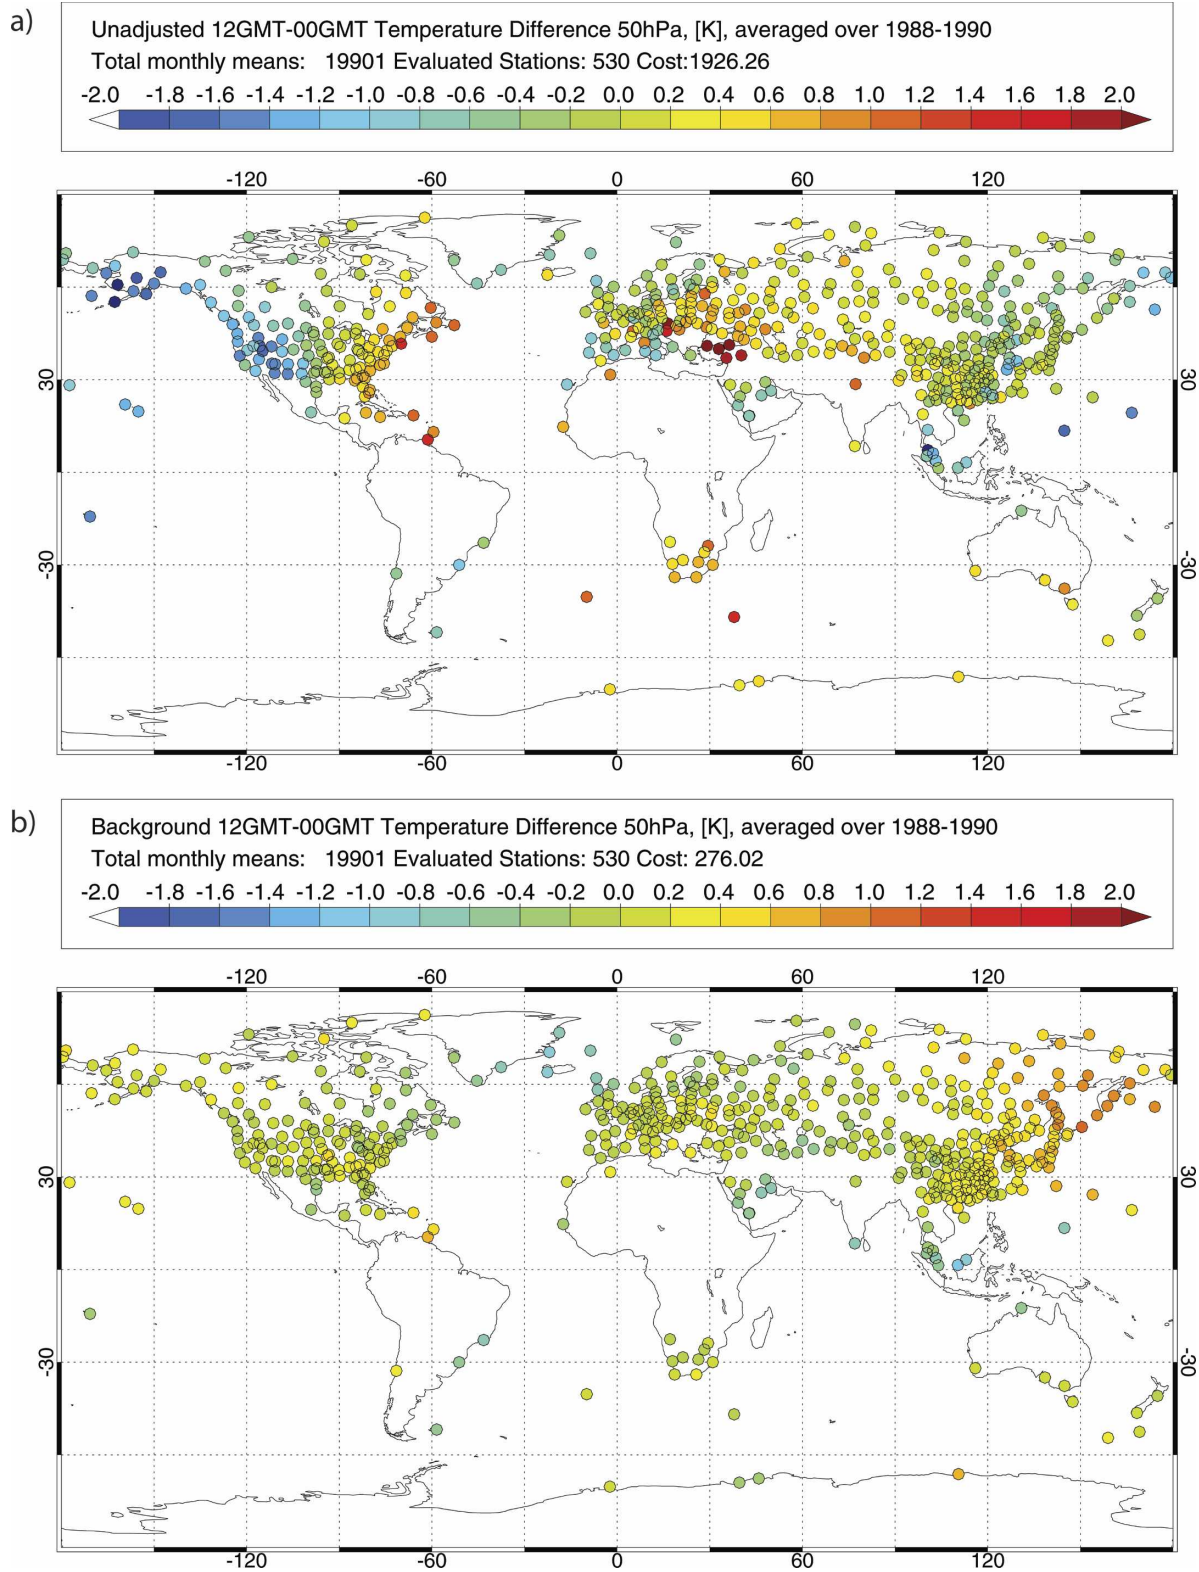 a)
Unadjusted 12GMT-00GMT Temperature Difference 50hPa, [K], averaged over 1988-1990
Total monthly means: 19901 Evaluated Stations: 530 Cost:1926.26
-2.0 -1.8 -1.6 -1.4 -1.2 -1.0 -0.8 -0.6 -0.4 -0.2 0.0 0.2 0.4 0.6 0.8 1.0 1.2 1.4 1.6 1.8 2.0
-120 -60 0 60 120
30 30
-30 -30
-120 -60 0 60 120
b)
Background 12GMT-00GMT Temperature Difference 50hPa, [K], averaged over 1988-1990
Total monthly means: 19901 Evaluated Stations: 530 Cost: 276.02
-2.0 -1.8 -1.6 -1.4 -1.2 -1.0 -0.8 -0.6 -0.4 -0.2 0.0 0.2 0.4 0.6 0.8 1.0 1.2 1.4 1.6 1.8 2.0
-120 -60 0 60 120
30 30
-30 -30
-120 -60 0 60 120